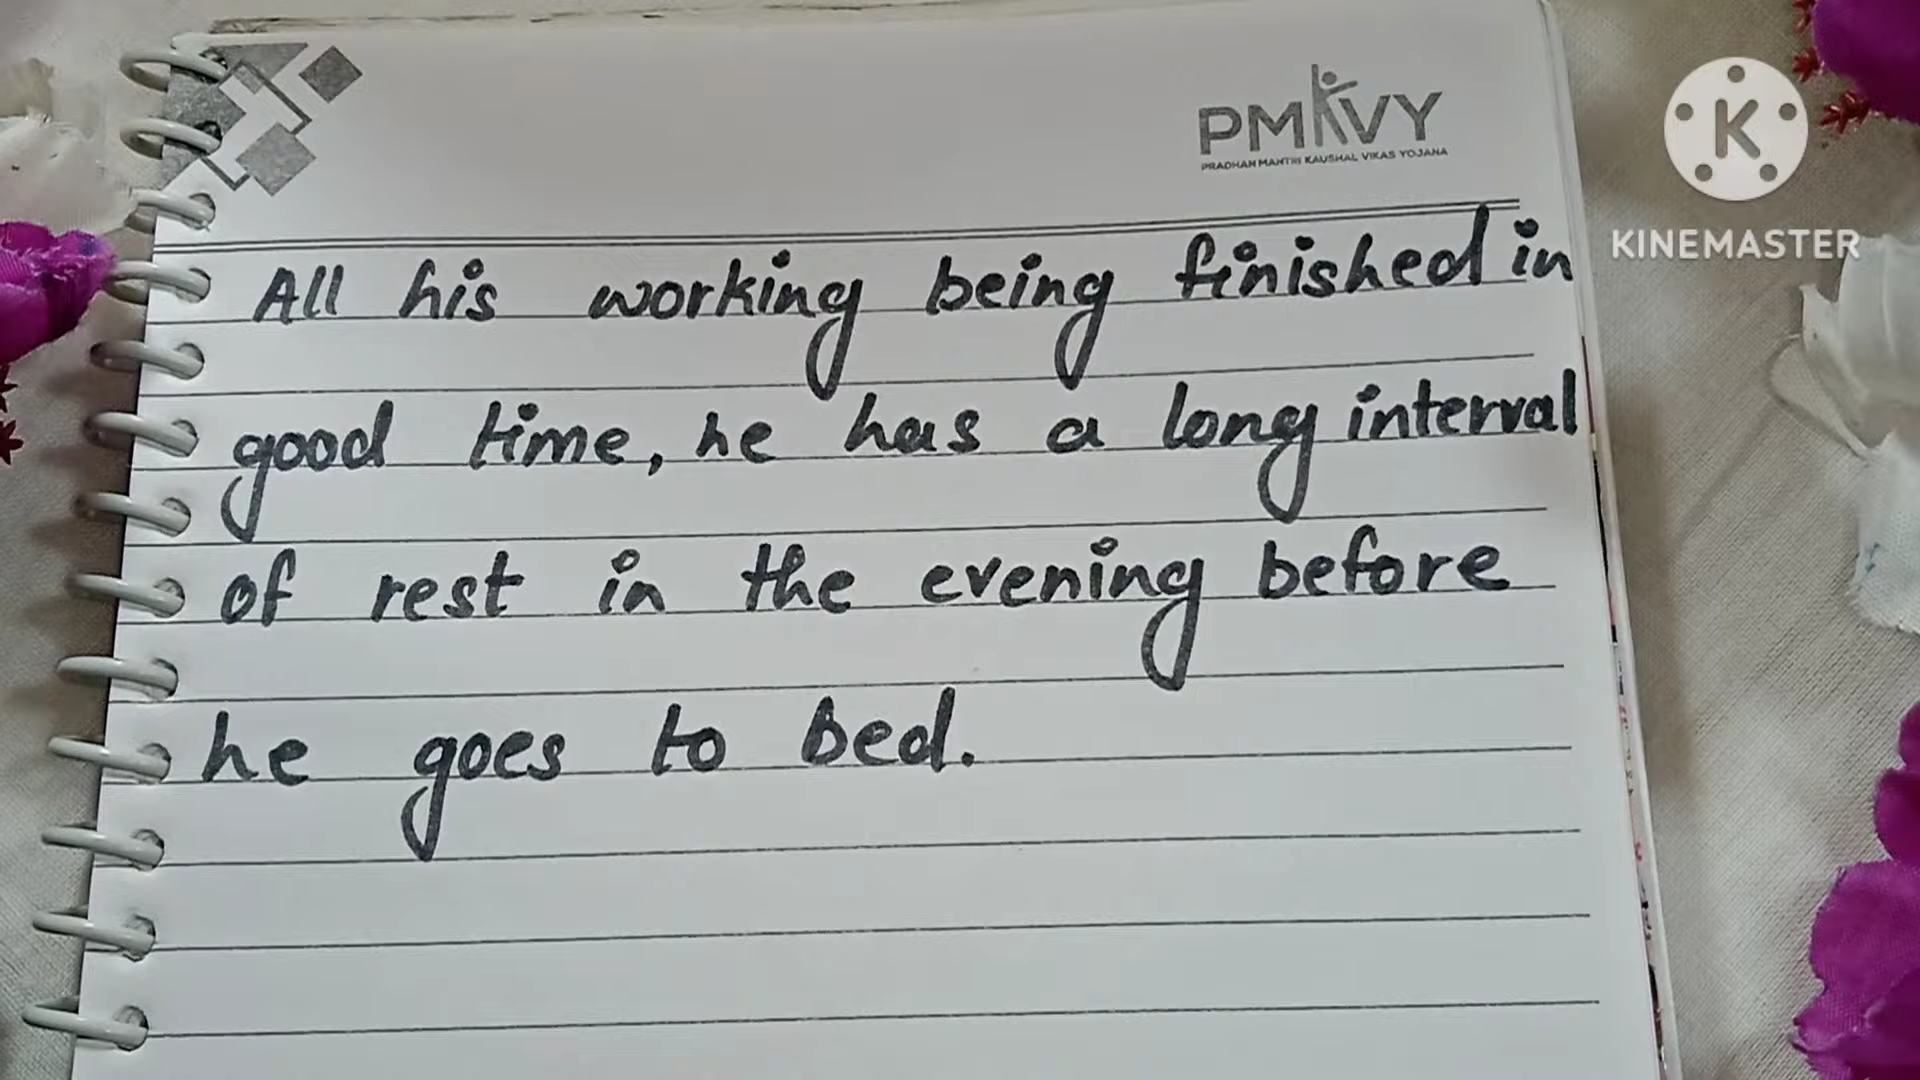 PMKVY
PRADHAN MANTRI KAUSHAL VIKAS YOJANA
K
KINEMASTER
All his working being finished in
good time, he has a long interval
of rest in the evening before
he goes to bed.